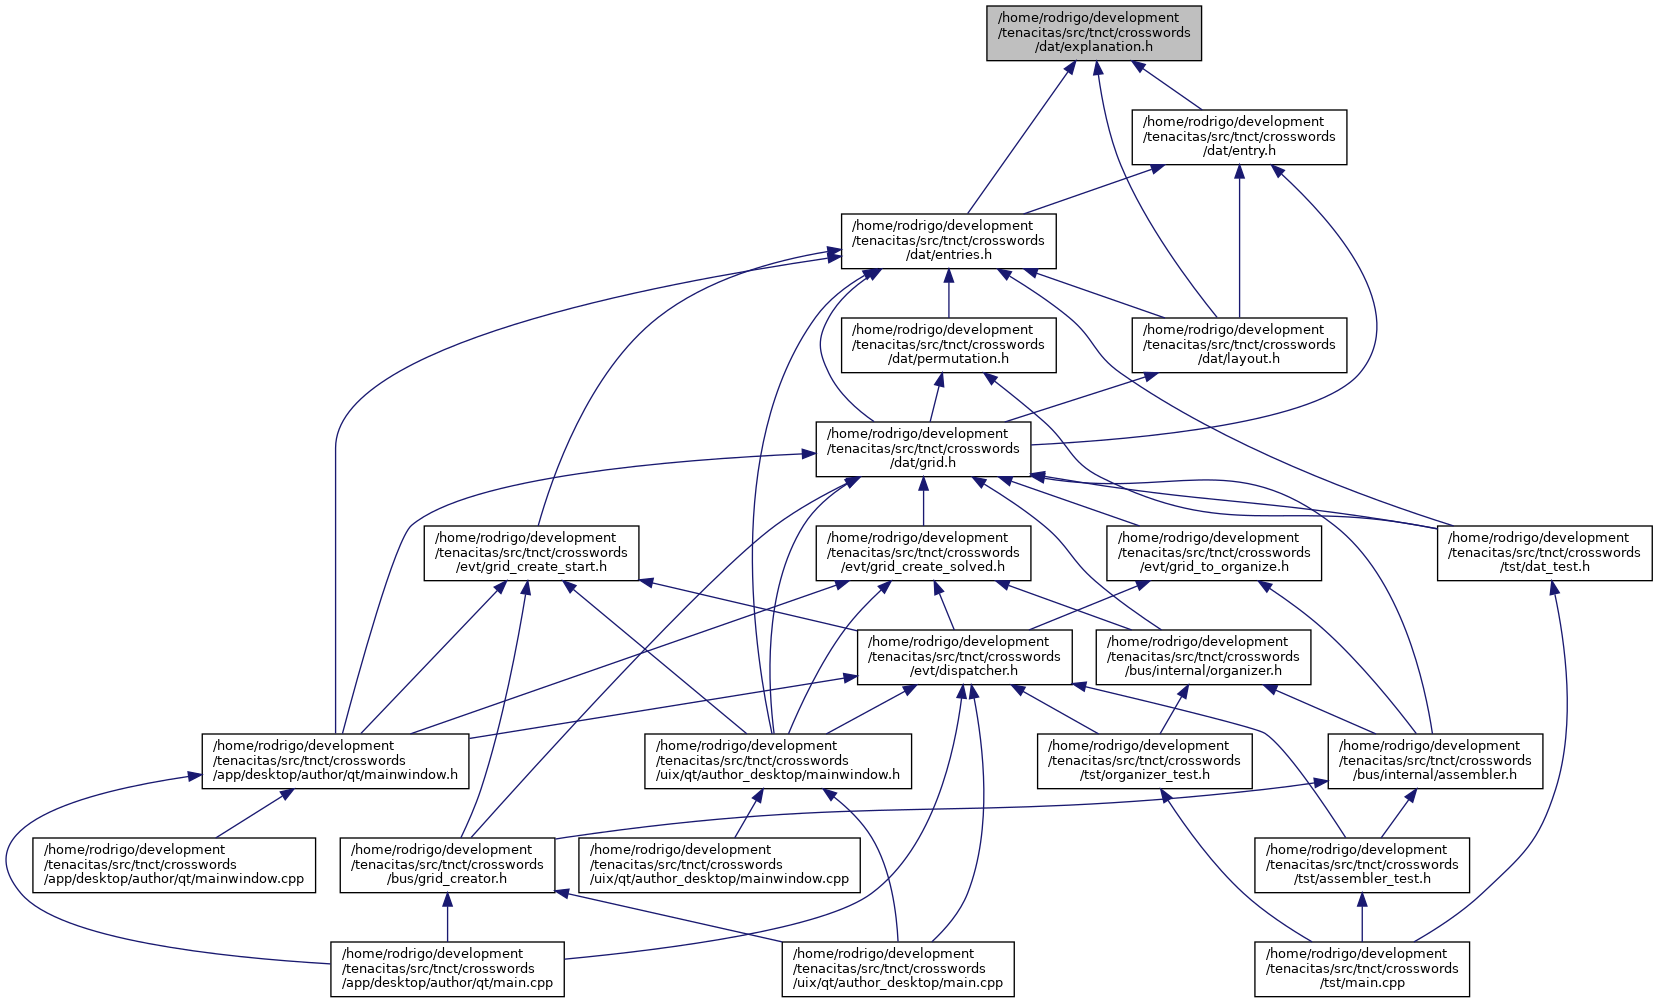 /home/rodrigo/development
/tenacitas/src/tnct/crosswords
/dat/explanation.h
/home/rodrigo/development
/tenacitas/src/tnct/crosswords
/dat/entry.h
/home/rodrigo/development
/tenacitas/src/tnct/crosswords
/dat/entries.h
/home/rodrigo/development
/tenacitas/src/tnct/crosswords
/dat/permutation.h
/home/rodrigo/development
/tenacitas/src/tnct/crosswords
/dat/layout.h
/home/rodrigo/development
/tenacitas/src/tnct/crosswords
/dat/grid.h
/home/rodrigo/development
/tenacitas/src/tnct/crosswords
/evt/grid_create_start.h
/home/rodrigo/development
/tenacitas/src/tnct/crosswords
/evt/grid_create_solved.h
/home/rodrigo/development
/tenacitas/src/tnct/crosswords
/evt/grid_to_organize.h
/home/rodrigo/development
/tenacitas/src/tnct/crosswords
/tst/dat_test.h
/home/rodrigo/development
/tenacitas/src/tnct/crosswords
/evt/dispatcher.h
/home/rodrigo/development
/tenacitas/src/tnct/crosswords
/bus/internal/organizer.h
/home/rodrigo/development
/tenacitas/src/tnct/crosswords
/app/desktop/author/qt/mainwindow.h
/home/rodrigo/development
/tenacitas/src/tnct/crosswords
/uix/qt/author_desktop/mainwindow.h
/home/rodrigo/development
/tenacitas/src/tnct/crosswords
/tst/organizer_test.h
/home/rodrigo/development
/tenacitas/src/tnct/crosswords
/bus/internal/assembler.h
/home/rodrigo/development
/tenacitas/src/tnct/crosswords
/app/desktop/author/qt/mainwindow.cpp
/home/rodrigo/development
/tenacitas/src/tnct/crosswords
/bus/grid_creator.h
/home/rodrigo/development
/tenacitas/src/tnct/crosswords
/uix/qt/author_desktop/mainwindow.cpp
/home/rodrigo/development
/tenacitas/src/tnct/crosswords
/tst/assembler_test.h
/home/rodrigo/development
/tenacitas/src/tnct/crosswords
/app/desktop/author/qt/main.cpp
/home/rodrigo/development
/tenacitas/src/tnct/crosswords
/uix/qt/author_desktop/main.cpp
/home/rodrigo/development
/tenacitas/src/tnct/crosswords
/tst/main.cpp